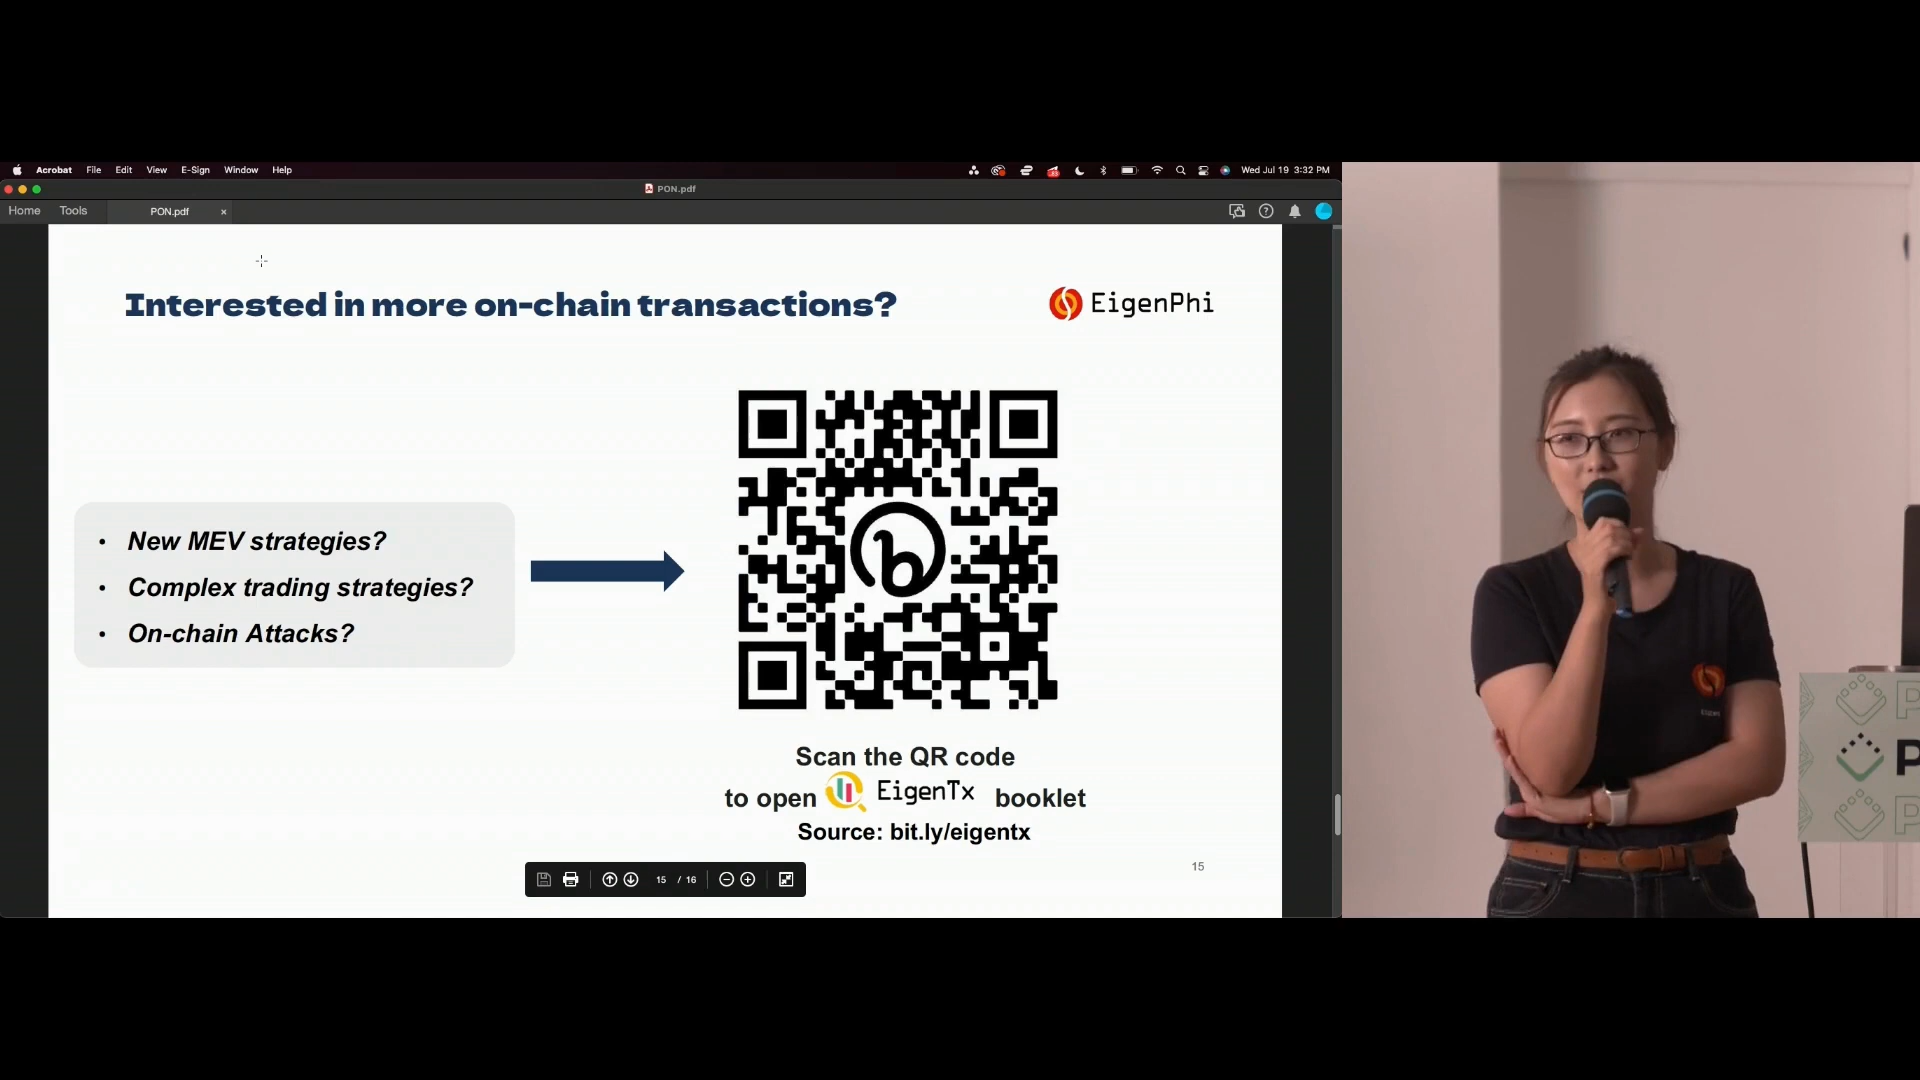 Acrobat File Edit View E-Sign Window Help
Wed Jul 19 3:32 PM
PON.pdf
Home Tools PON.pdf
Interested in more on-chain transactions?
EigenPhi
• New MEV strategies?
• Complex trading strategies?
• On-chain Attacks?
b
Scan the QR code
to open EigenTx booklet
Source: bit.ly/eigentx
15
15 / 16
P
P
P